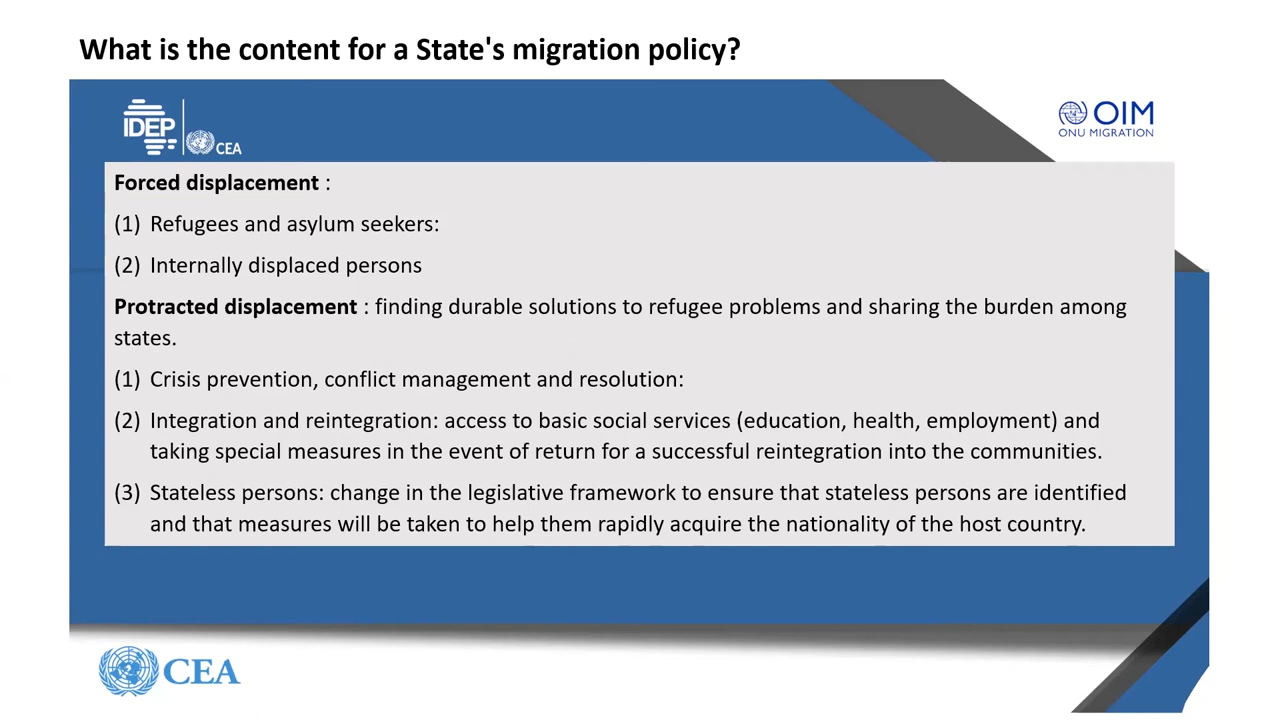 What is the content for a State's migration policy?
IDEP
CEA
OIM
ONU MIGRATION
Forced displacement :
(1) Refugees and asylum seekers:
(2) Internally displaced persons
Protracted displacement : finding durable solutions to refugee problems and sharing the burden among
states.
(1) Crisis prevention, conflict management and resolution:
(2) Integration and reintegration: access to basic social services (education, health, employment) and
taking special measures in the event of return for a successful reintegration into the communities.
(3) Stateless persons: change in the legislative framework to ensure that stateless persons are identified
and that measures will be taken to help them rapidly acquire the nationality of the host country.
CEA